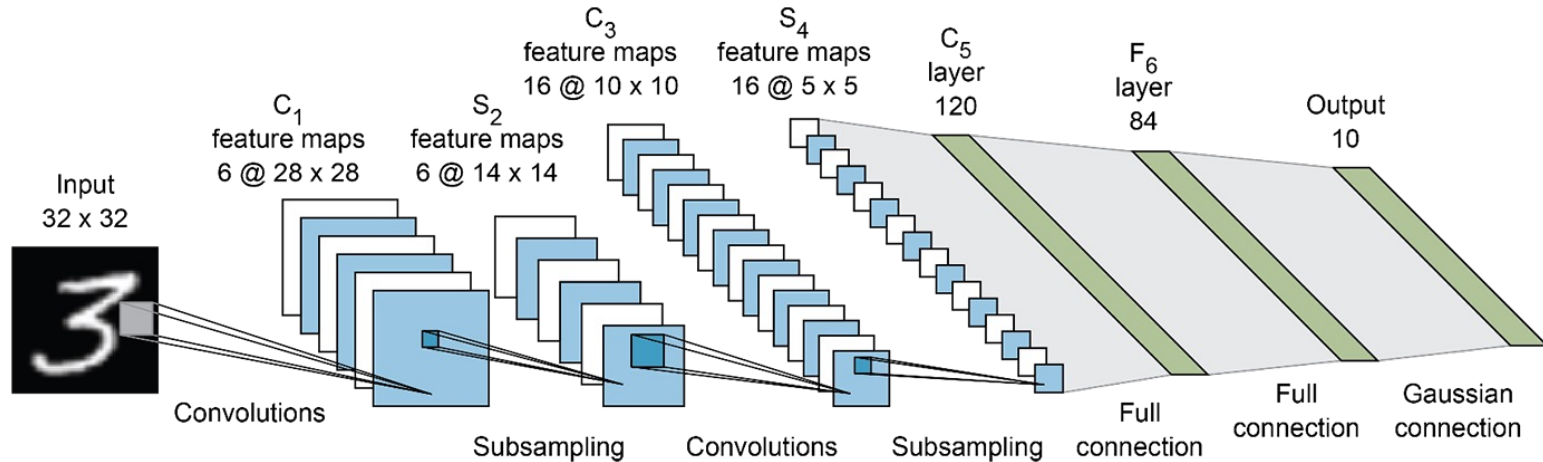 Input
32 x 32
C1
feature maps
6 @ 28 x 28
S2
feature maps
6 @ 14 x 14
C3
feature maps
16 @ 10 x 10
S4
feature maps
16 @ 5 x 5
C5
layer
120
F6
layer
84
Output
10
3
Convolutions
Subsampling
Convolutions
Subsampling
Full
connection
Full
connection
Gaussian
connection